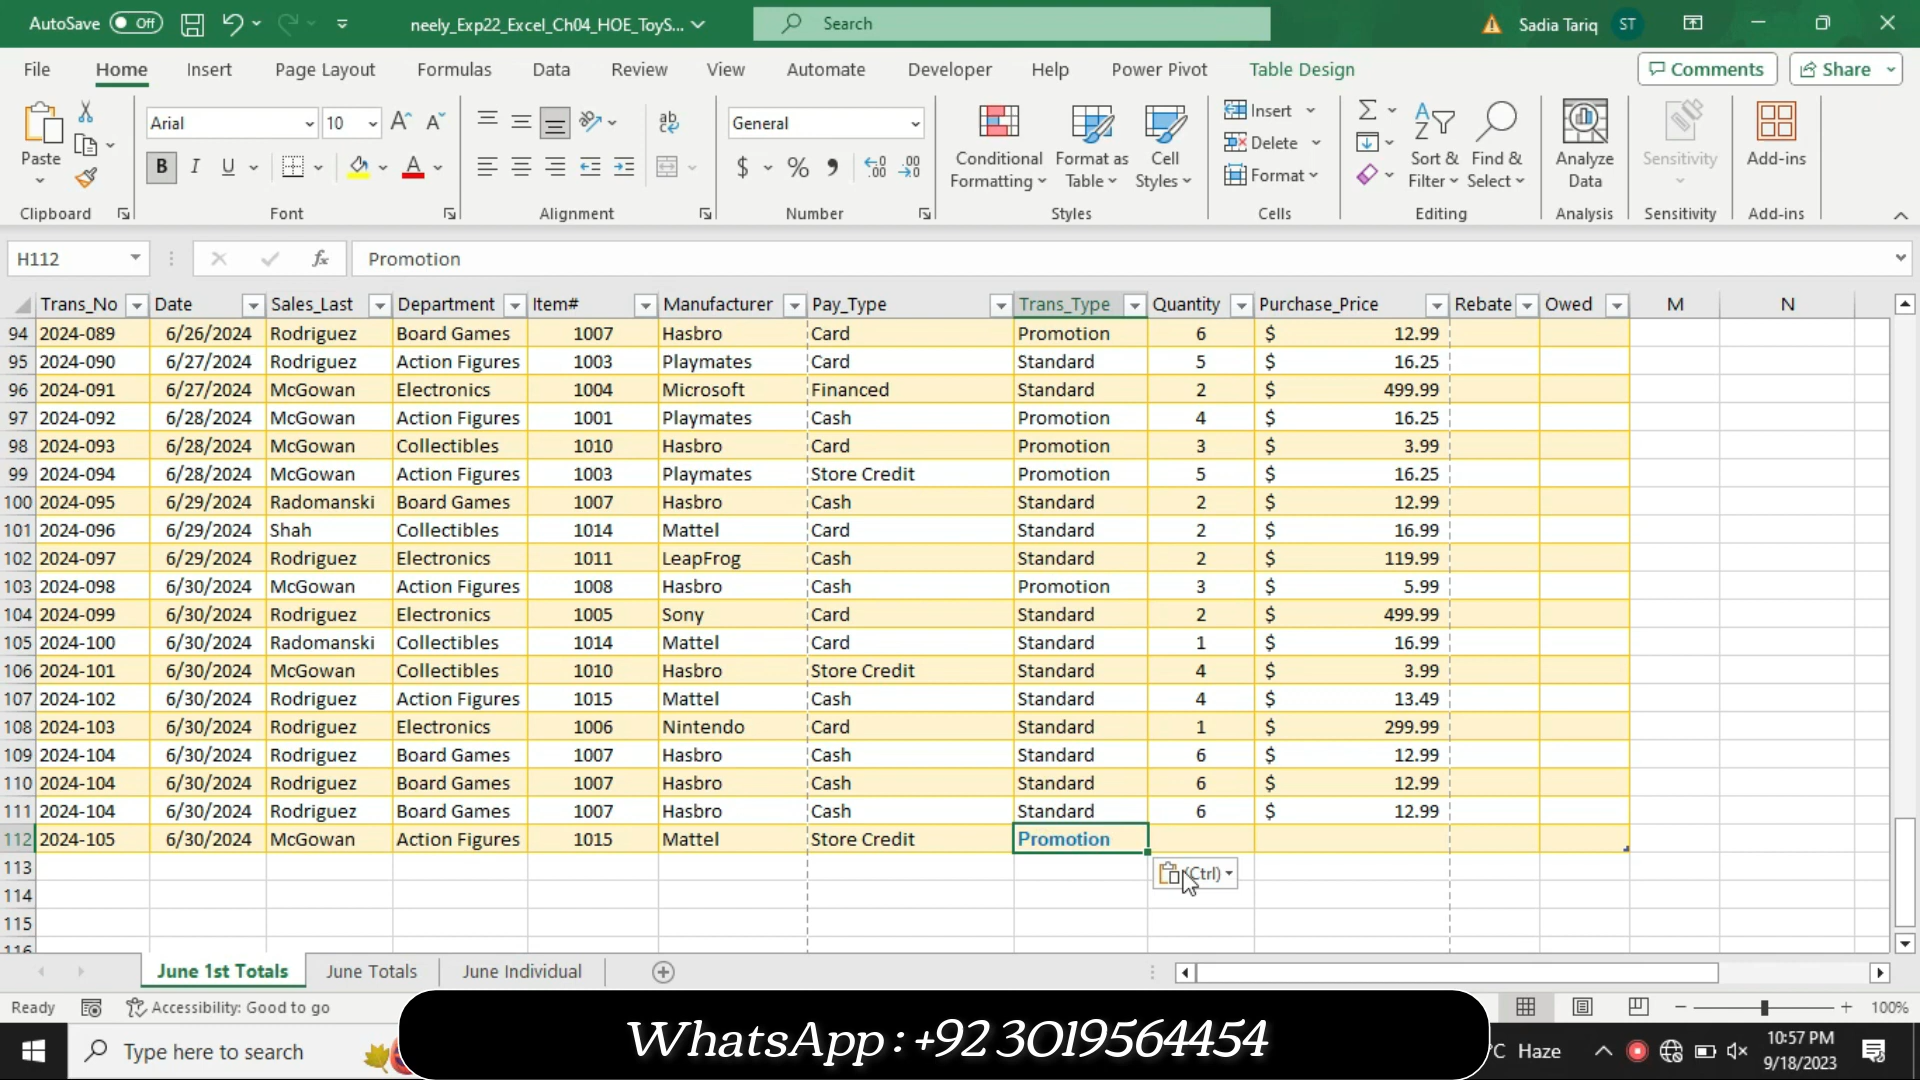 AutoSave Off neely_Exp22_Excel_Ch04_HOE_ToyS... Search Sadia Tariq ST
File Home Insert Page Layout Formulas Data Review View Automate Developer Help Power Pivot Table Design Comments Share
Paste Arial 10 General Conditional Formatting Format as Table Cell Styles Insert Delete Format Sort & Filter Find & Select Analyze Data Sensitivity Add-ins
Clipboard Font Alignment Number Styles Cells Editing Analysis Sensitivity Add-ins
H112 fx Promotion
Trans_No Date Sales_Last Department Item# Manufacturer Pay_Type Trans_Type Quantity Purchase_Price Rebate Owed M N
94 2024-089 6/26/2024 Rodriguez Board Games 1007 Hasbro Card Promotion 6 $ 12.99
95 2024-090 6/27/2024 Rodriguez Action Figures 1003 Playmates Card Standard 5 $ 16.25
96 2024-091 6/27/2024 McGowan Electronics 1004 Microsoft Financed Standard 2 $ 499.99
97 2024-092 6/28/2024 McGowan Action Figures 1001 Playmates Cash Promotion 4 $ 16.25
98 2024-093 6/28/2024 McGowan Collectibles 1010 Hasbro Card Promotion 3 $ 3.99
99 2024-094 6/28/2024 McGowan Action Figures 1003 Playmates Store Credit Promotion 5 $ 16.25
100 2024-095 6/29/2024 Radomanski Board Games 1007 Hasbro Cash Standard 2 $ 12.99
101 2024-096 6/29/2024 Shah Collectibles 1014 Mattel Card Standard 2 $ 16.99
102 2024-097 6/29/2024 Rodriguez Electronics 1011 LeapFrog Cash Standard 2 $ 119.99
103 2024-098 6/30/2024 McGowan Action Figures 1008 Hasbro Cash Promotion 3 $ 5.99
104 2024-099 6/30/2024 Rodriguez Electronics 1005 Sony Card Standard 2 $ 499.99
105 2024-100 6/30/2024 Radomanski Collectibles 1014 Mattel Card Standard 1 $ 16.99
106 2024-101 6/30/2024 McGowan Collectibles 1010 Hasbro Store Credit Standard 4 $ 3.99
107 2024-102 6/30/2024 Rodriguez Action Figures 1015 Mattel Cash Standard 4 $ 13.49
108 2024-103 6/30/2024 Rodriguez Electronics 1006 Nintendo Card Standard 1 $ 299.99
109 2024-104 6/30/2024 Rodriguez Board Games 1007 Hasbro Cash Standard 6 $ 12.99
110 2024-104 6/30/2024 Rodriguez Board Games 1007 Hasbro Cash Standard 6 $ 12.99
111 2024-104 6/30/2024 Rodriguez Board Games 1007 Hasbro Cash Standard 6 $ 12.99
112 2024-105 6/30/2024 McGowan Action Figures 1015 Mattel Store Credit Promotion
113 (Ctrl)
114
115
116
June 1st Totals June Totals June Individual
Ready Accessibility: Good to go 100%
WhatsApp : +92 3019564454
Type here to search °C Haze 10:57 PM
9/18/2023